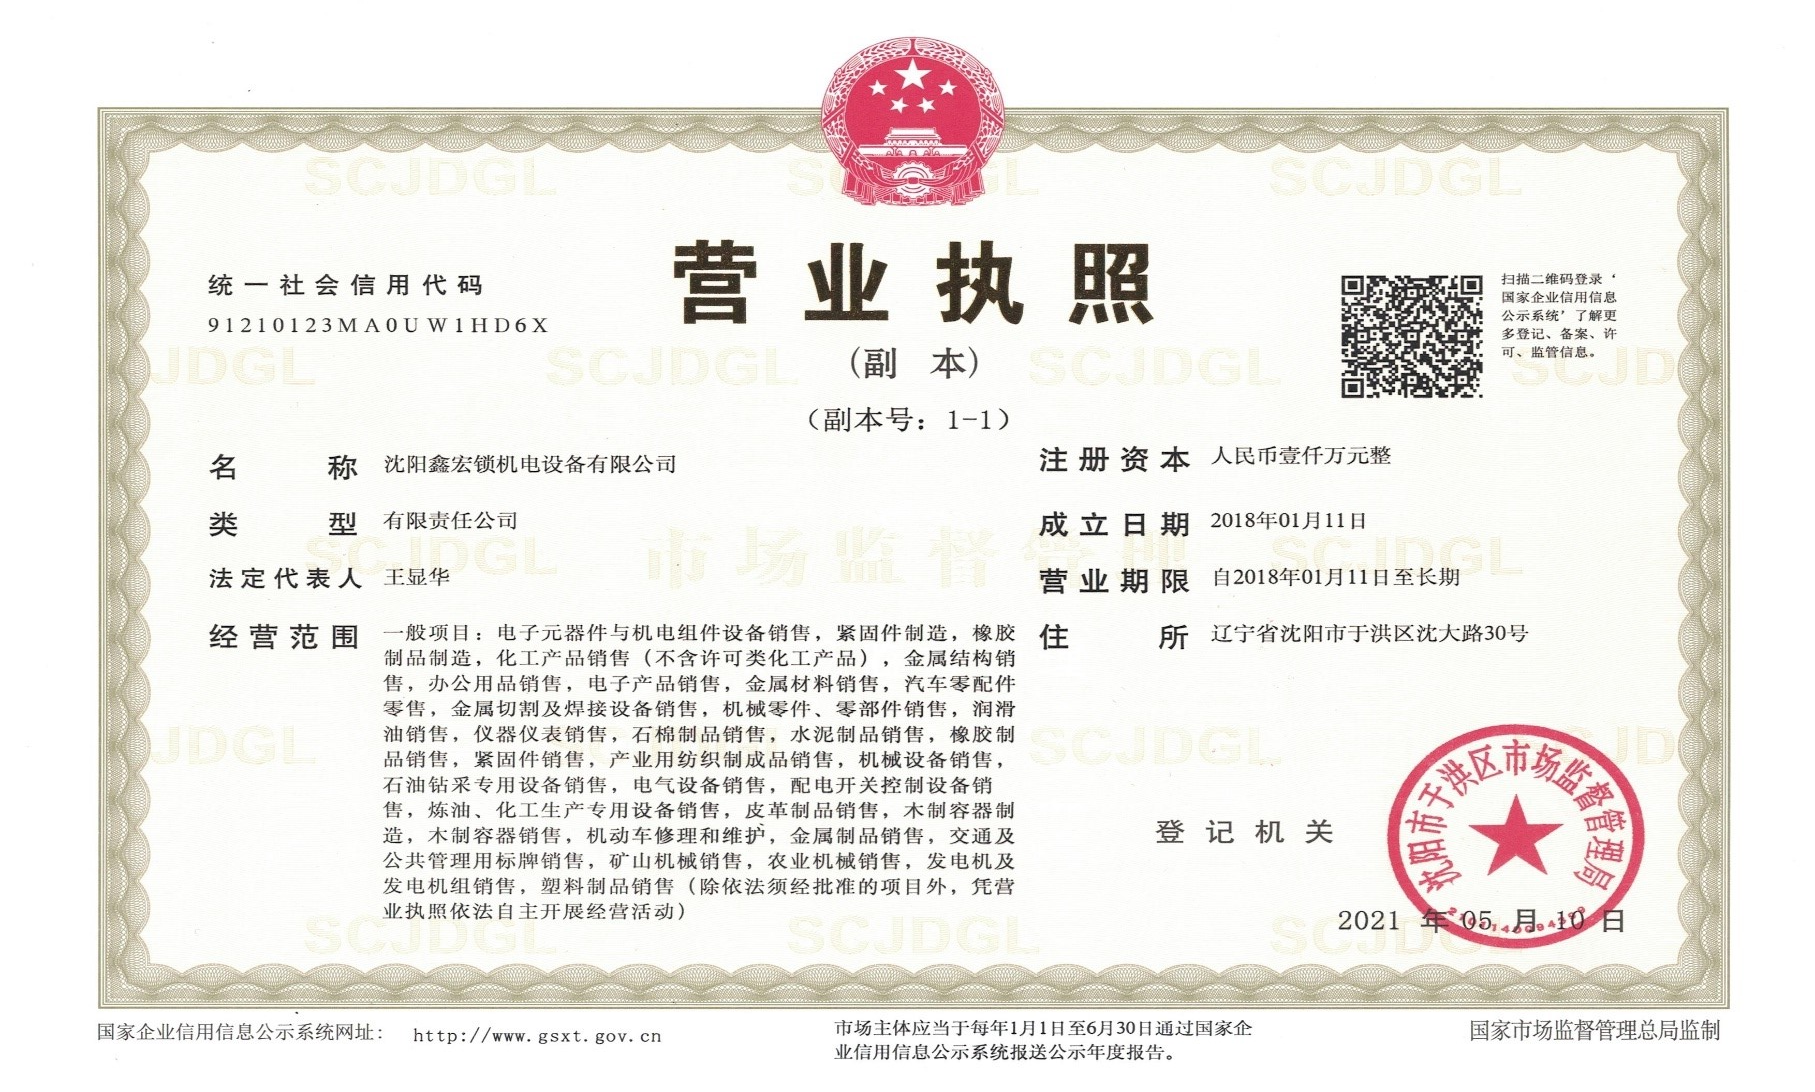 营业执照
(副 本)
(副本号: 1-1)
统一社会信用代码
91210123MA0UW1HD6X
扫描二维码登录‘
国家企业信用信息
公示系统’了解更
多登记、备案、许
可、监管信息。
名 称 沈阳鑫宏锁机电设备有限公司
类 型 有限责任公司
法定代表人 王显华
经营范围 一般项目：电子元器件与机电组件设备销售，紧固件制造，橡胶
制品制造，化工产品销售（不含许可类化工产品），金属结构销
售，办公用品销售，电子产品销售，金属材料销售，汽车零配件
零售，金属切割及焊接设备销售，机械零件、零部件销售，润滑
油销售，仪器仪表销售，石棉制品销售，水泥制品销售，橡胶制
品销售，紧固件销售，产业用纺织制成品销售，机械设备销售，
石油钻采专用设备销售，电气设备销售，配电开关控制设备销
售，炼油、化工生产专用设备销售，皮革制品销售，木制容器制
造，木制容器销售，机动车修理和维护，金属制品销售，交通及
公共管理用标牌销售，矿山机械销售，农业机械销售，发电机及
发电机组销售，塑料制品销售（除依法须经批准的项目外，凭营
业执照依法自主开展经营活动）
注册资本 人民币壹仟万元整
成立日期 2018年01月11日
营业期限 自2018年01月11日至长期
住 所 辽宁省沈阳市于洪区沈大路30号
登记机关
沈阳市于洪区市场监督管理局
2021 年 05 月 10 日
SCJDGL
市场监督管理
国家企业信用信息公示系统网址： http://www.gsxt.gov.cn
市场主体应当于每年1月1日至6月30日通过国家企
业信用信息公示系统报送公示年度报告。
国家市场监督管理总局监制